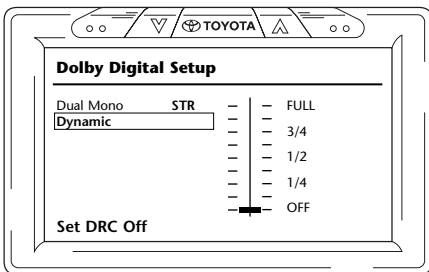 TOYOTA
Dolby Digital Setup
Dual Mono STR FULL
Dynamic
3/4
1/2
1/4
OFF
Set DRC Off